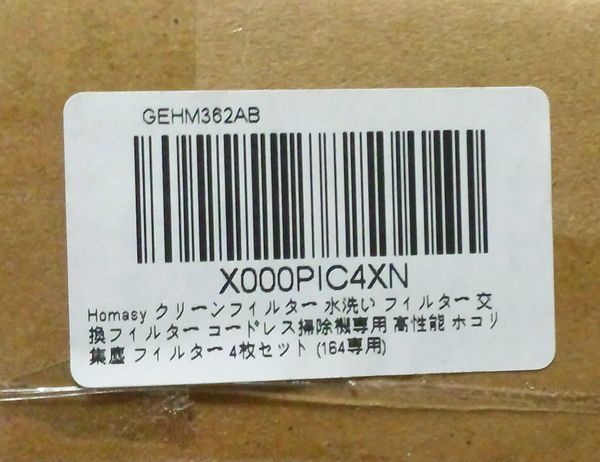 GEHM362AB
X000PIC4XN
Homasy クリーンフィルター 水洗い フィルター 交
換フィルター コードレス掃除機専用 高性能 ホコリ
集塵 フィルター 4枚セット (164専用)